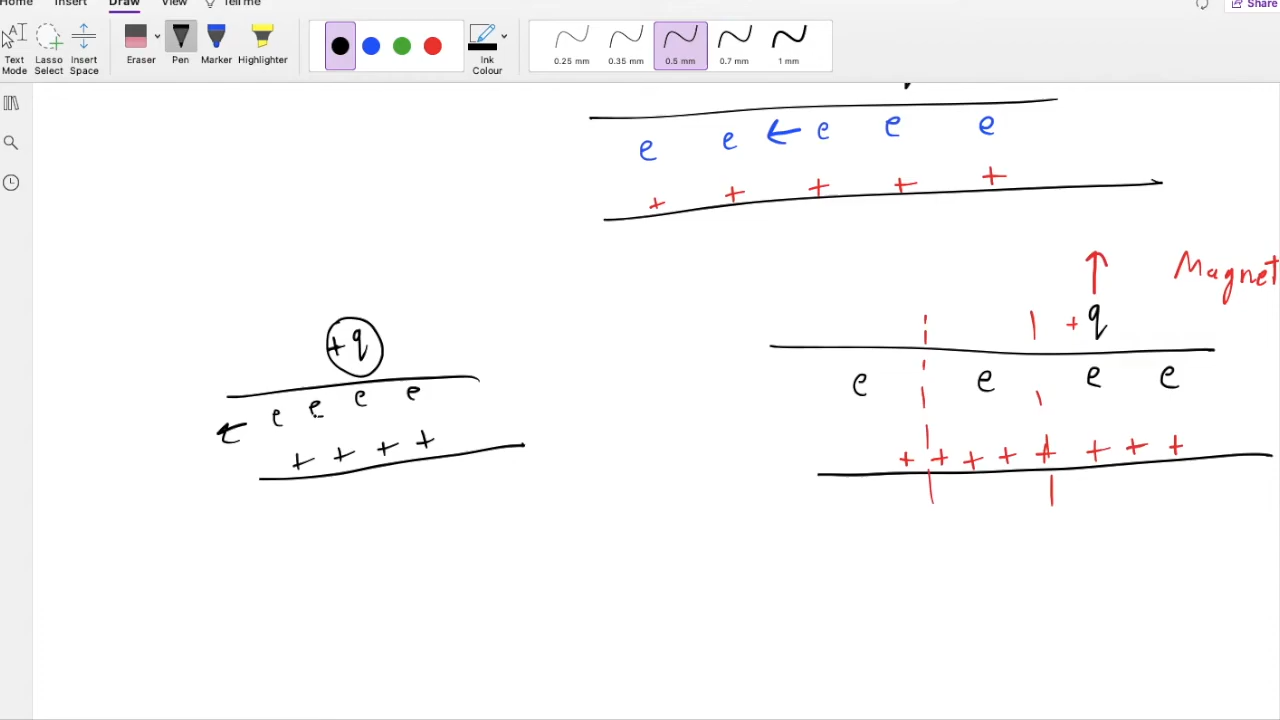 Home Insert Draw View Tell me
Share
Text Mode
Lasso Select
Insert Space
Eraser
Pen
Marker
Highlighter
Ink Colour
0.25 mm
0.35 mm
0.5 mm
0.7 mm
1 mm
e e ← e e e
+ + + + +
↑ Magnet
+q
+q
e e e e
← e e e e
+ + + +
+ + + + + + + +